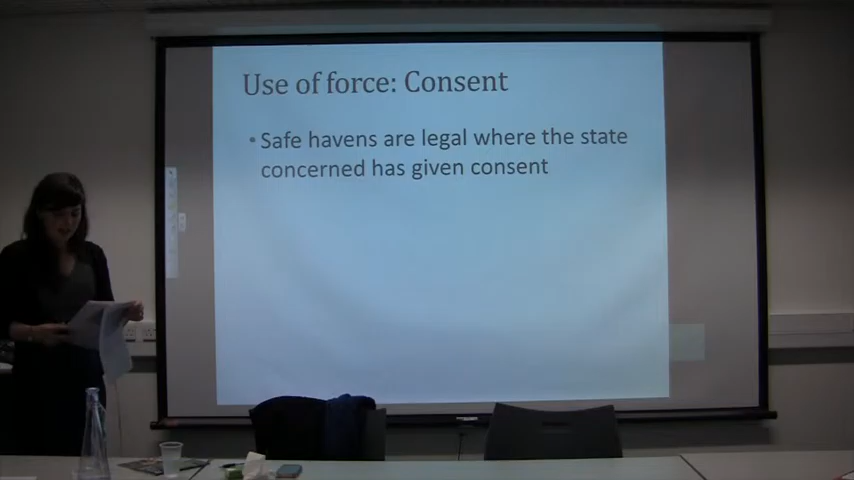 Use of force: Consent
• Safe havens are legal where the state
concerned has given consent